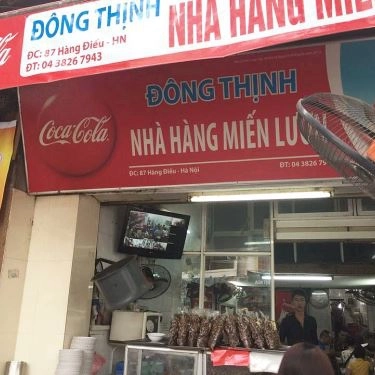 ĐÔNG THỊNH
NHÀ HÀNG
ĐC: 87 Hàng Điếu - HN
ĐT: 04 3826 7943
ĐÔNG THỊNH
Coca-Cola
NHÀ HÀNG MIẾN
ĐC: 87 Hàng Điếu - Hà Nội
ĐT: 04 3826